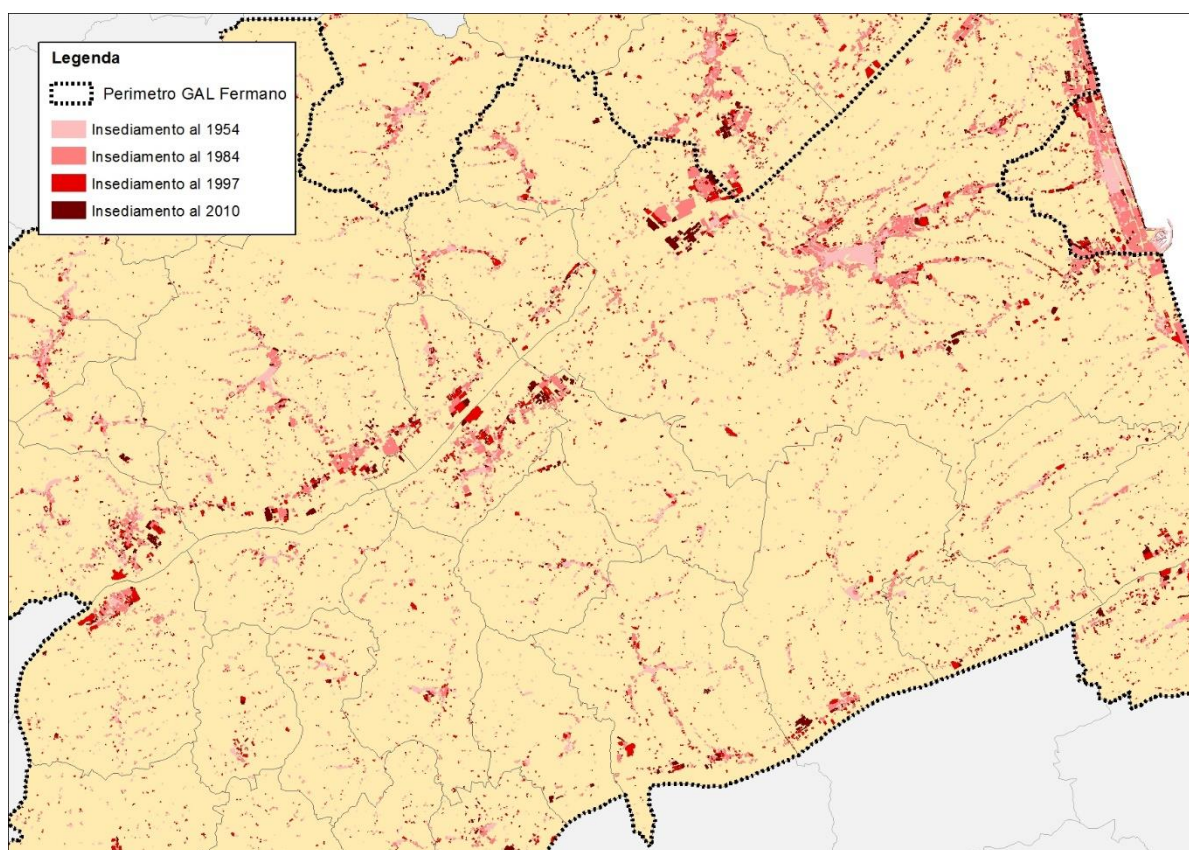 Legenda
Perimetro GAL Fermano
Insediamento al 1954
Insediamento al 1984
Insediamento al 1997
Insediamento al 2010